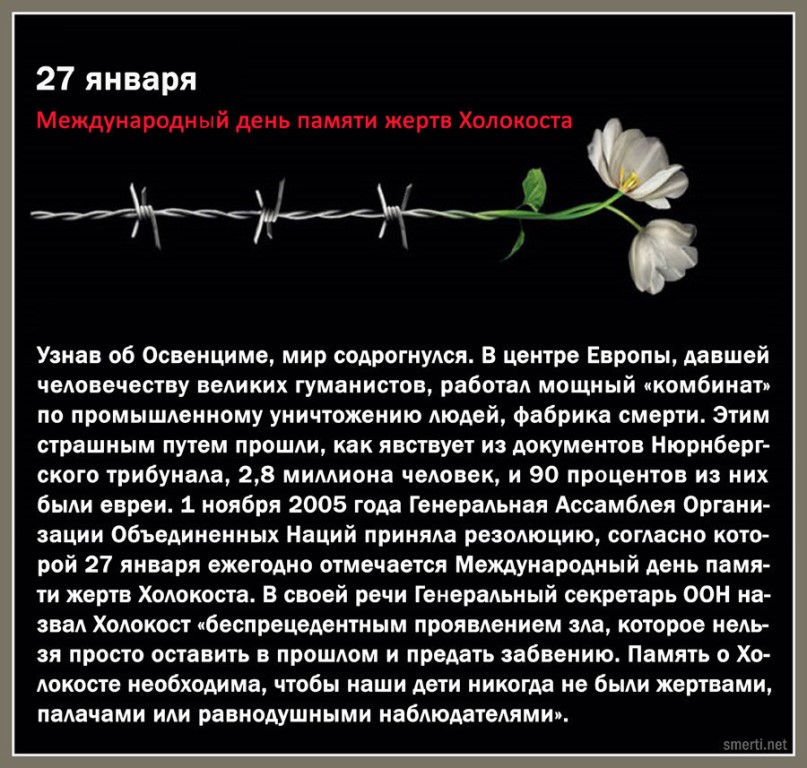 27 января
Международный день памяти жертв Холокоста
Узнав об Освенциме, мир содрогнулся. В центре Европы, давшей
человечеству великих гуманистов, работал мощный «комбинат»
по промышленному уничтожению людей, фабрика смерти. Этим
страшным путем прошли, как явствует из документов Нюрнберг-
ского трибунала, 2,8 миллиона человек, и 90 процентов из них
были евреи. 1 ноября 2005 года Генеральная Ассамблея Органи-
зации Объединенных Наций приняла резолюцию, согласно кото-
рой 27 января ежегодно отмечается Международный день памя-
ти жертв Холокоста. В своей речи Генеральный секретарь ООН на-
звал Холокост «беспрецедентным проявлением зла, которое нель-
зя просто оставить в прошлом и предать забвению. Память о Хо-
локосте необходима, чтобы наши дети никогда не были жертвами,
палачами или равнодушными наблюдателями».
smerti.net